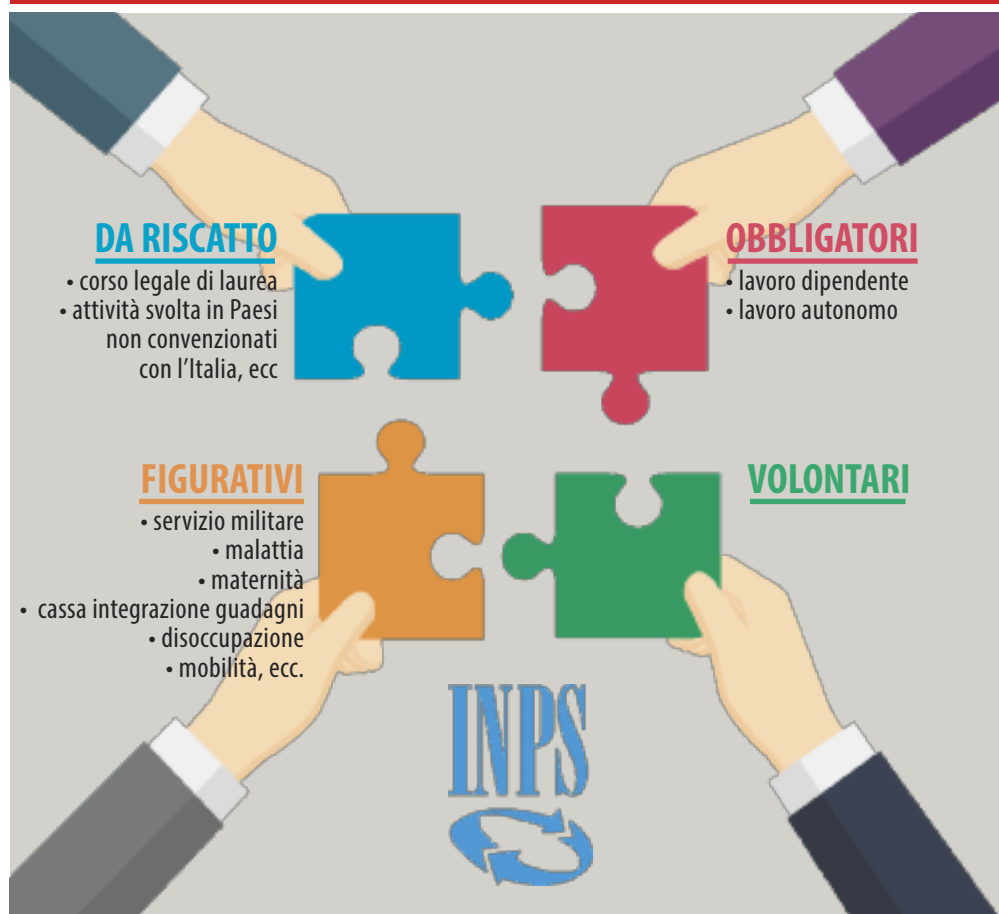 DA RISCATTO
• corso legale di laurea
• attività svolta in Paesi
non convenzionati
con l'Italia, ecc
OBBLIGATORI
• lavoro dipendente
• lavoro autonomo
FIGURATIVI
• servizio militare
• malattia
• maternità
• cassa integrazione guadagni
• disoccupazione
• mobilità, ecc.
VOLONTARI
INPS